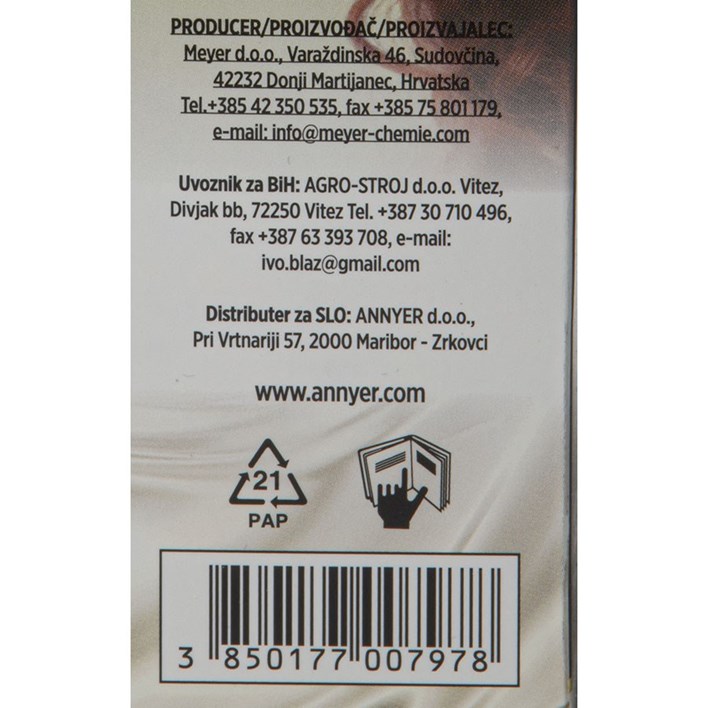 PRODUCER/PROIZVOĐAČ/PROIZVAJALEC:
Meyer d.o.o., Varaždinska 46, Sudovčina,
42232 Donji Martijanec, Hrvatska
Tel.+385 42 350 535, fax +385 75 801 179,
e-mail: info@meyer-chemie.com
Uvoznik za BiH: AGRO-STROJ d.o.o. Vitez,
Divjak bb, 72250 Vitez Tel. +387 30 710 496,
fax +387 63 393 708, e-mail:
ivo.blaz@gmail.com
Distributer za SLO: ANNYER d.o.o.,
Pri Vrtnariji 57, 2000 Maribor - Zrkovci
www.annyer.com
21
PAP
3 850177 007978